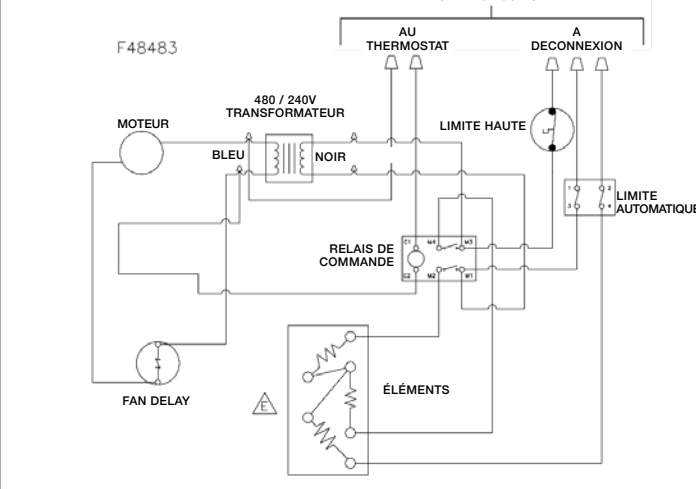 F48483
AU
THERMOSTAT
A
DECONNEXION
480 / 240V
TRANSFORMATEUR
MOTEUR
LIMITE HAUTE
BLEU
NOIR
1
2
3
4
LIMITE
AUTOMATIQUE
RELAIS DE
COMMANDE
C1
M4
M3
C2
M2
M1
ÉLÉMENTS
FAN DELAY
E